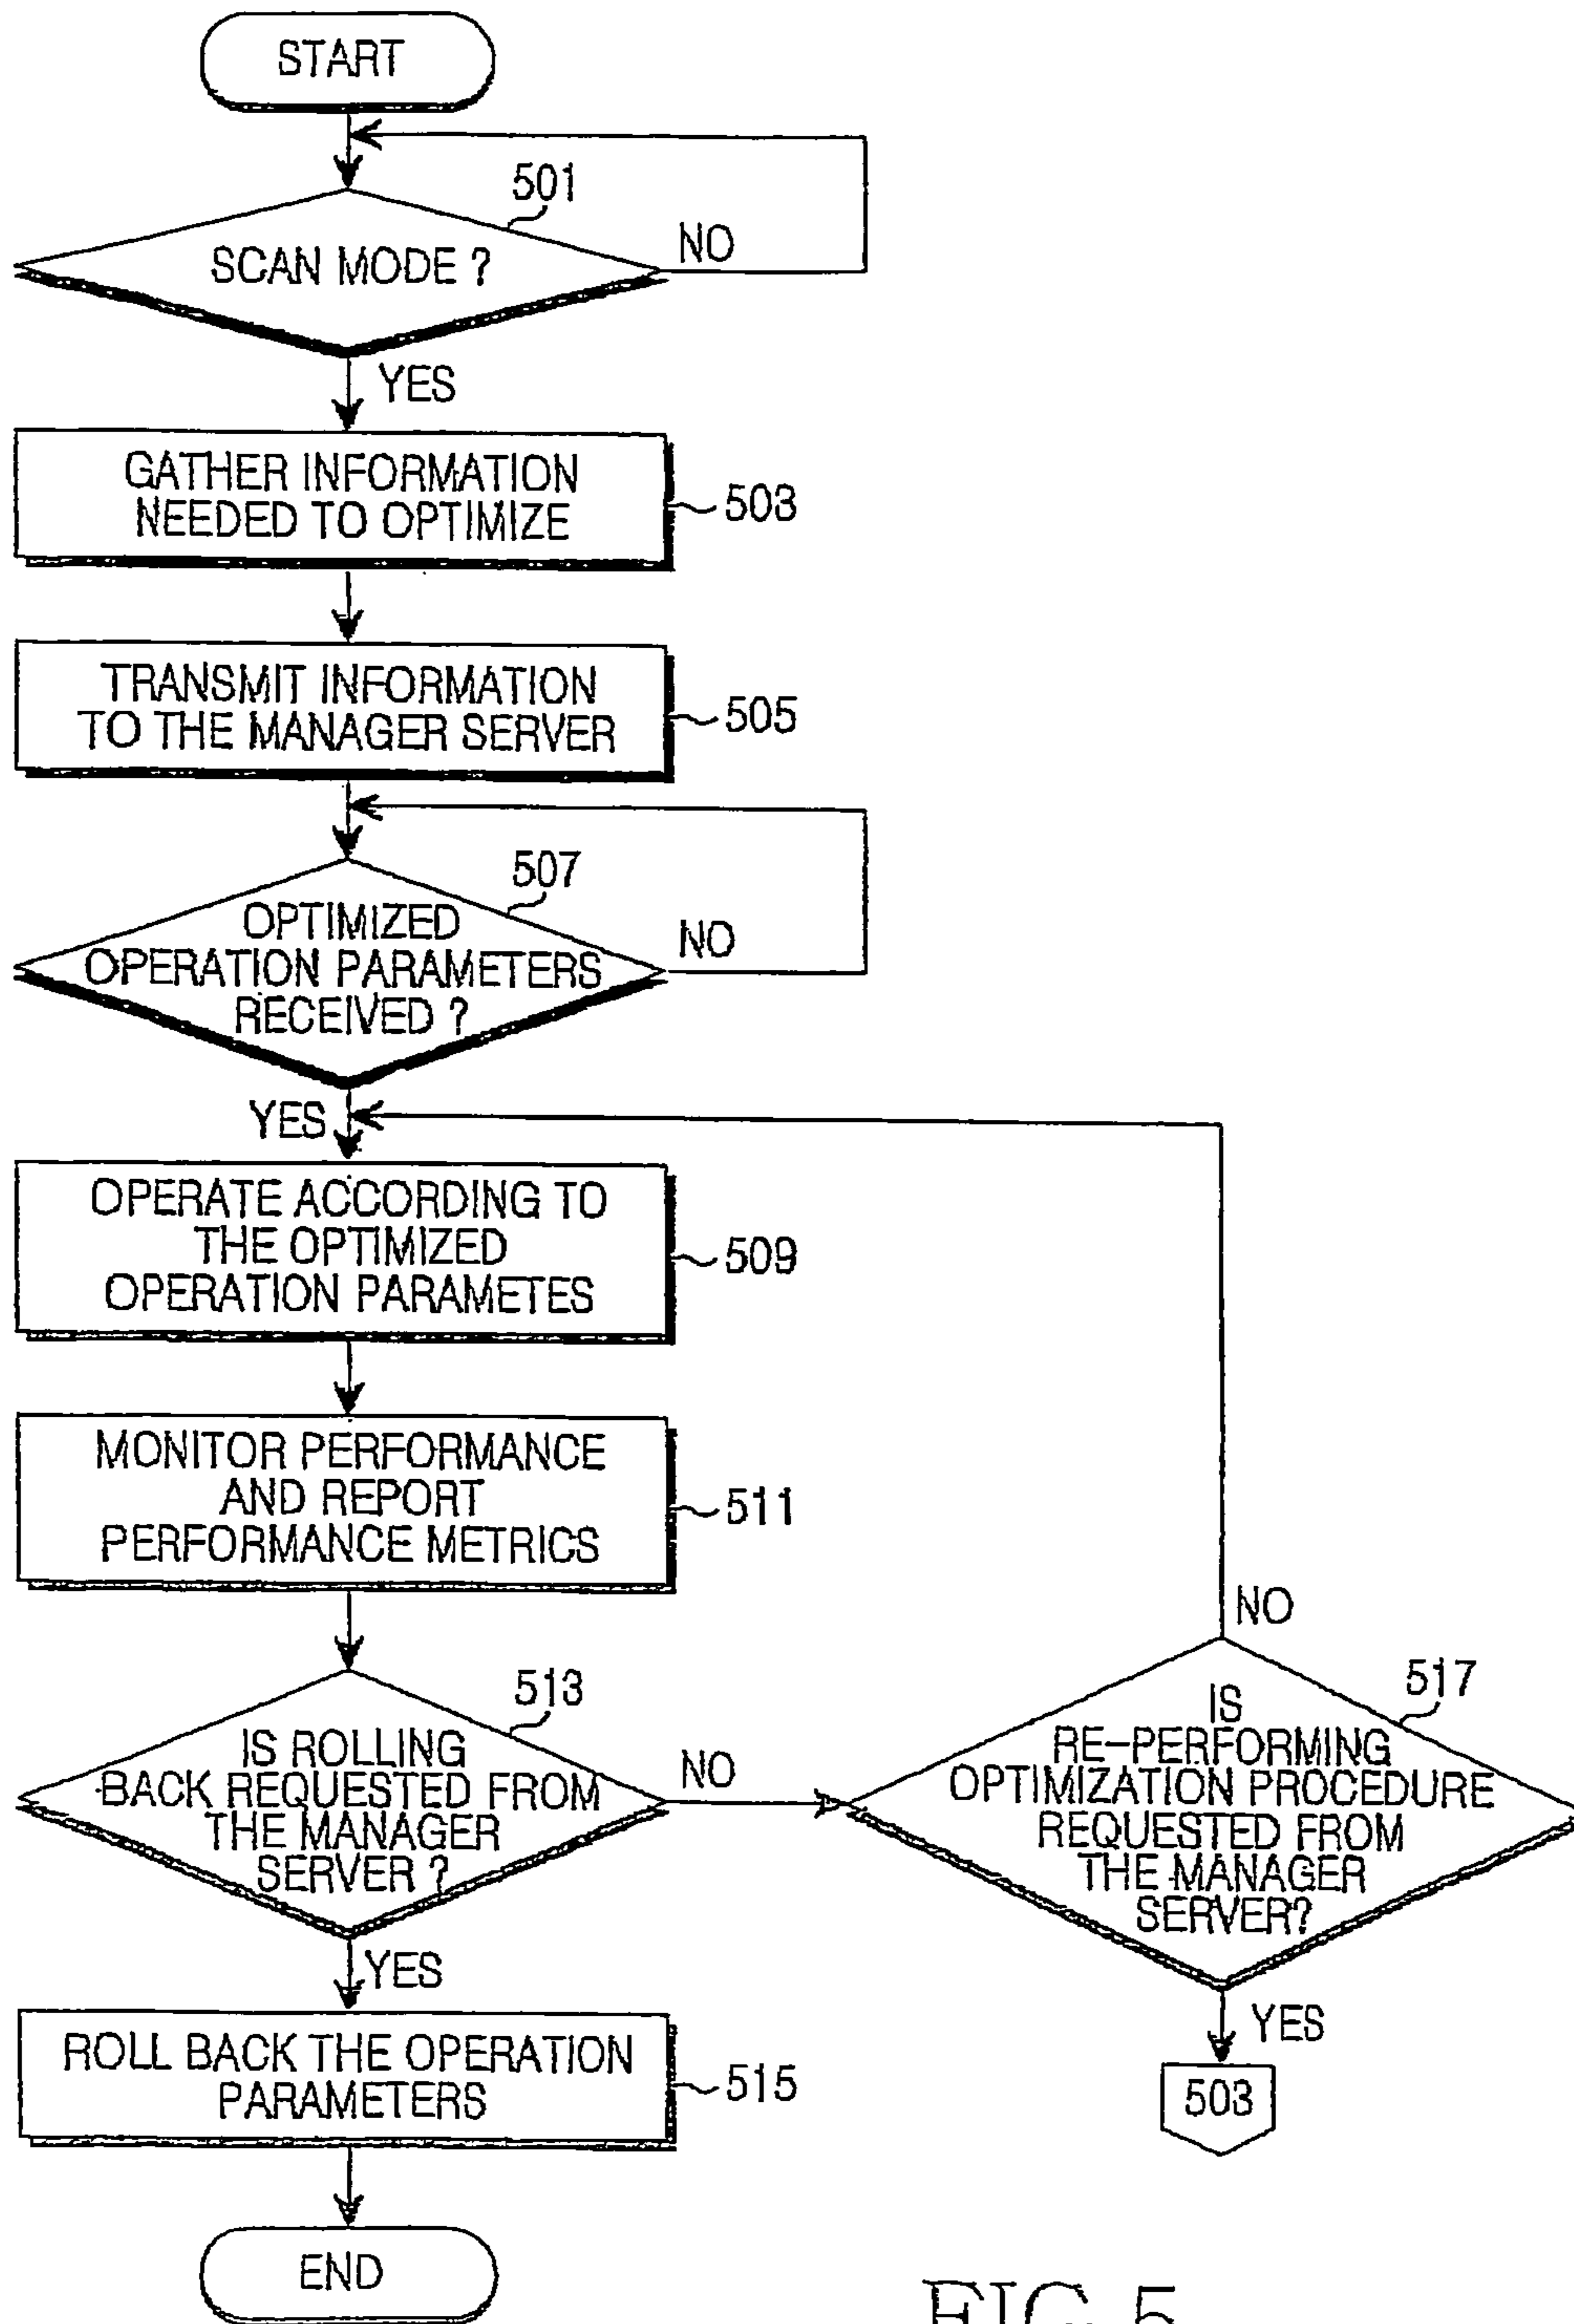 START
501
SCAN MODE ?
NO
YES
GATHER INFORMATION
NEEDED TO OPTIMIZE
503
TRANSMIT INFORMATION
TO THE MANAGER SERVER
505
507
OPTIMIZED
OPERATION PARAMETERS
RECEIVED ?
NO
YES
OPERATE ACCORDING TO
THE OPTIMIZED
OPERATION PARAMETES
509
MONITOR PERFORMANCE
AND REPORT
PERFORMANCE METRICS
511
513
IS ROLLING
BACK REQUESTED FROM
THE MANAGER
SERVER ?
NO
YES
NO
517
IS
RE-PERFORMING
OPTIMIZATION PROCEDURE
REQUESTED FROM
THE MANAGER
SERVER?
YES
503
ROLL BACK THE OPERATION
PARAMETERS
515
END
FIG. 5